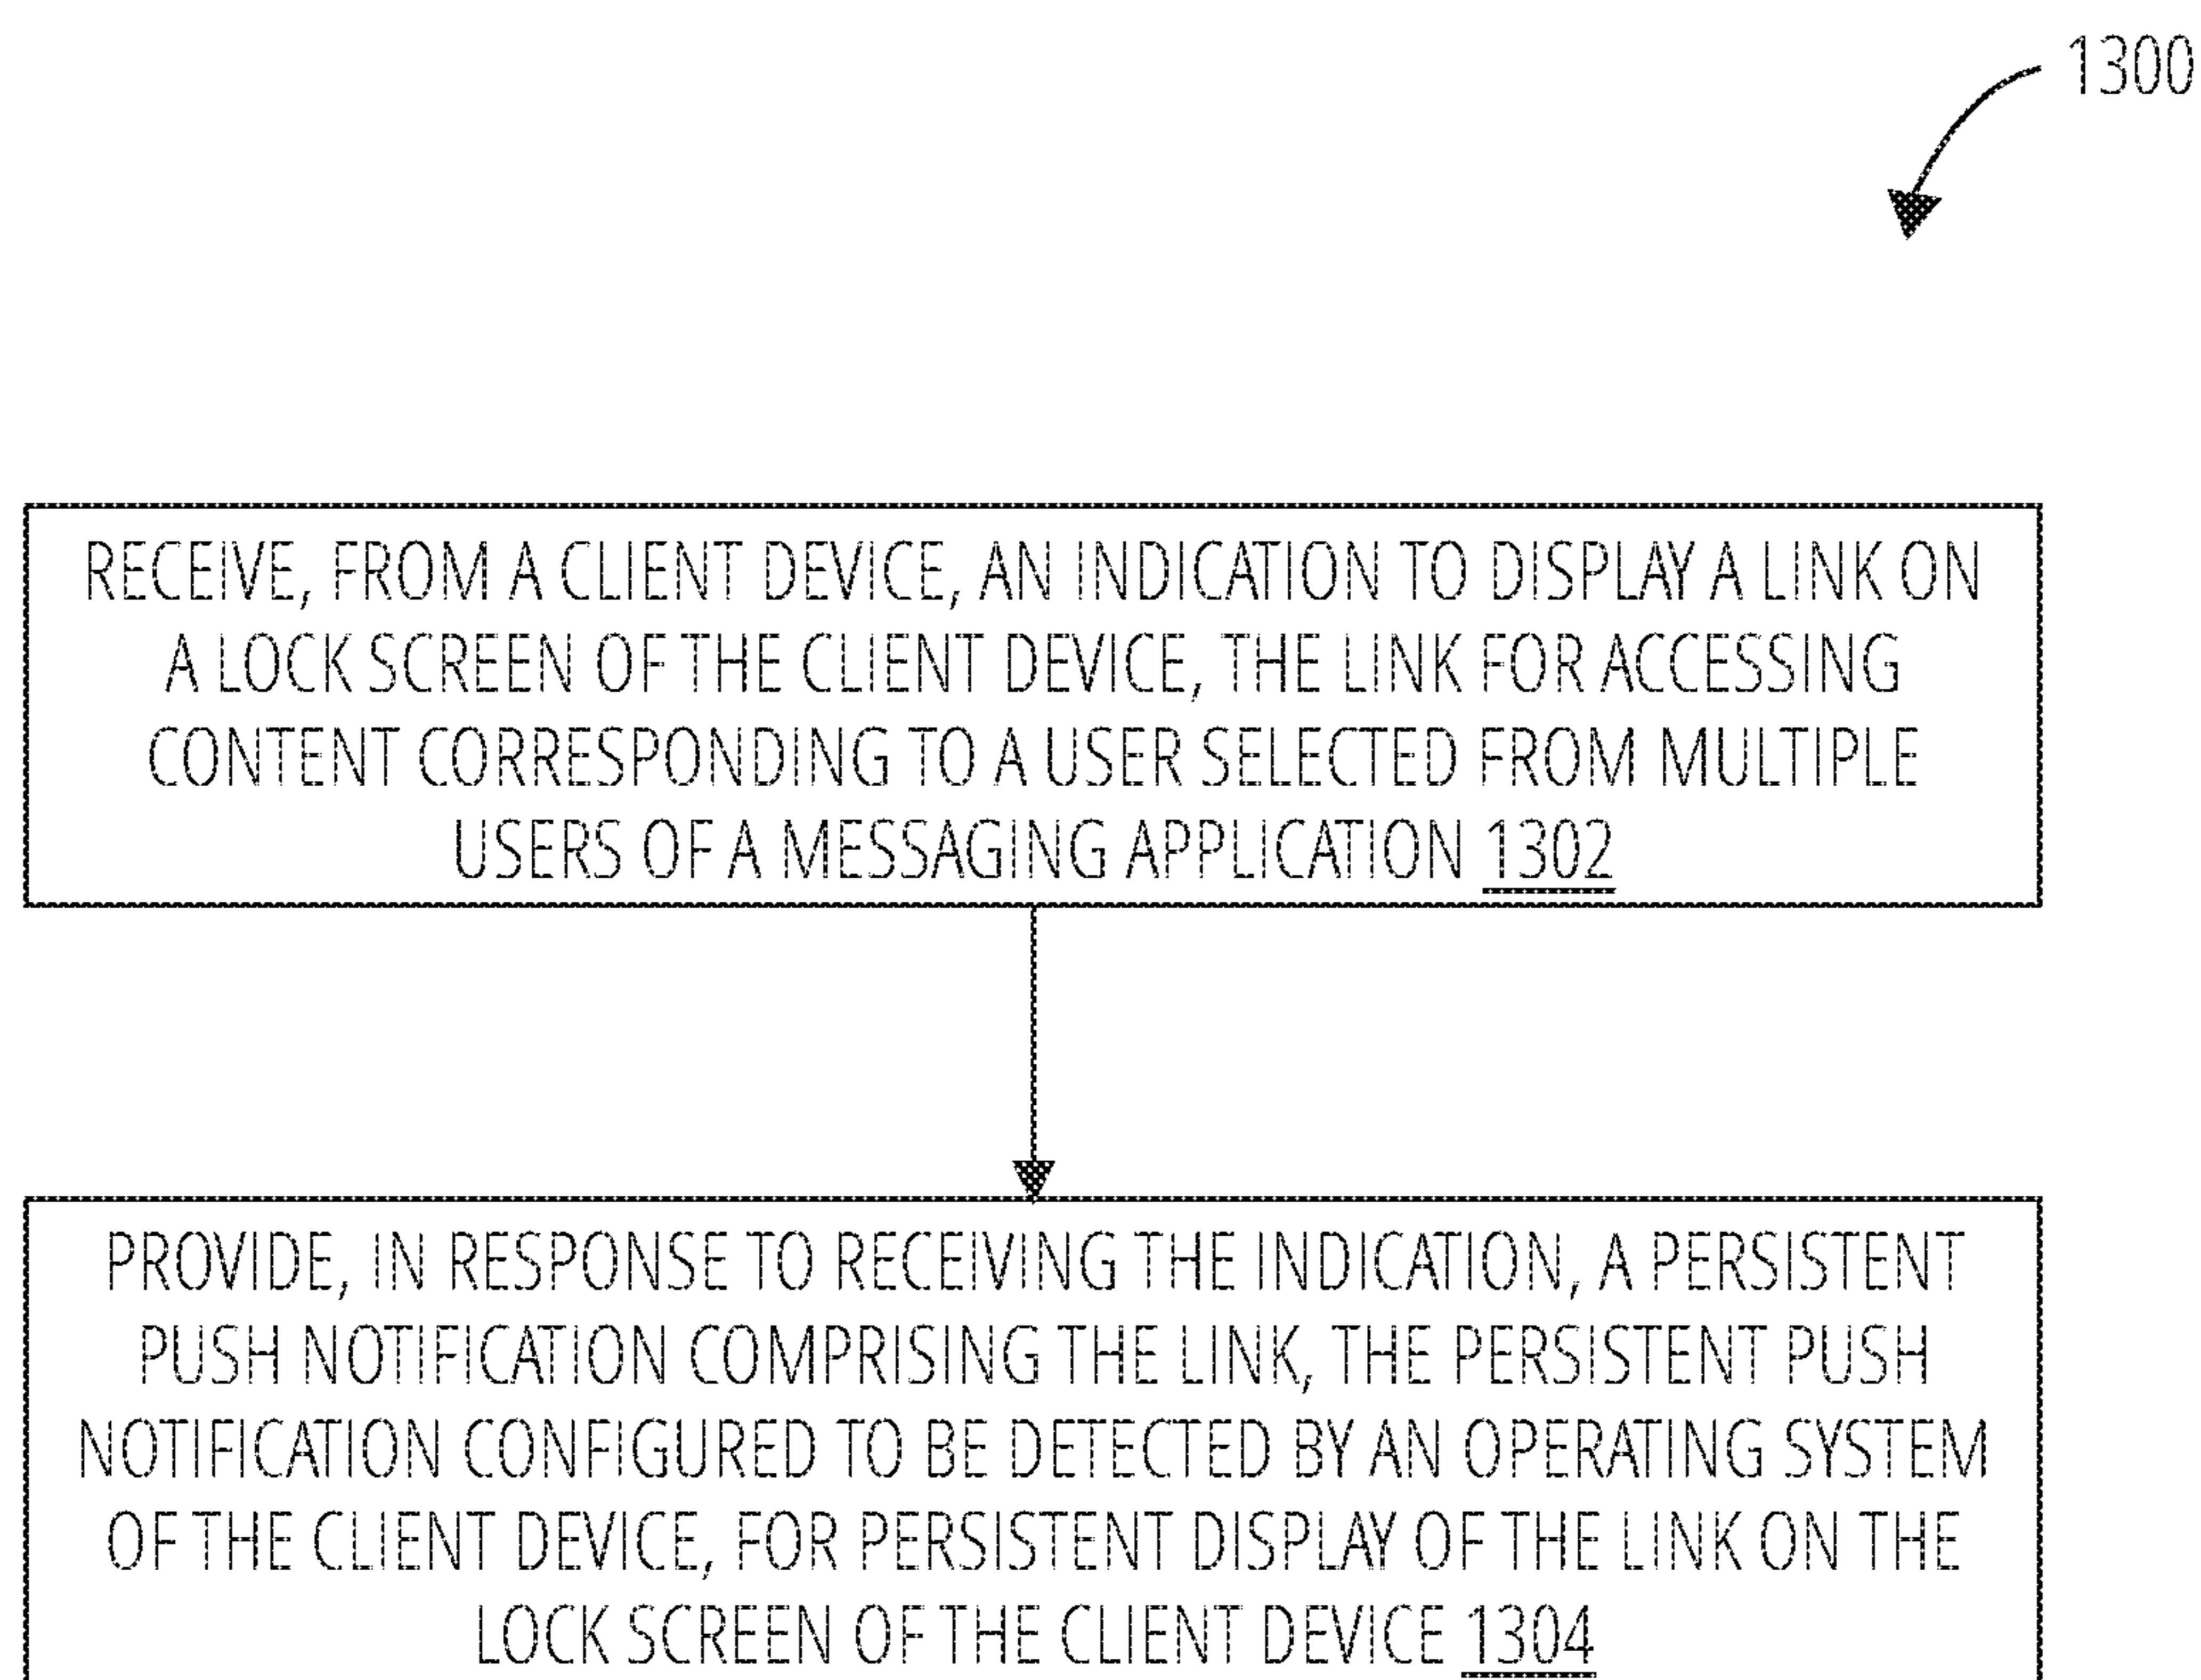 1300
RECEIVE, FROM A CLIENT DEVICE, AN INDICATION TO DISPLAY A LINK ON
A LOCK SCREEN OF THE CLIENT DEVICE, THE LINK FOR ACCESSING
CONTENT CORRESPONDING TO A USER SELECTED FROM MULTIPLE
USERS OF A MESSAGING APPLICATION 1302
PROVIDE, IN RESPONSE TO RECEIVING THE INDICATION, A PERSISTENT
PUSH NOTIFICATION COMPRISING THE LINK, THE PERSISTENT PUSH
NOTIFICATION CONFIGURED TO BE DETECTED BY AN OPERATING SYSTEM
OF THE CLIENT DEVICE, FOR PERSISTENT DISPLAY OF THE LINK ON THE
LOCK SCREEN OF THE CLIENT DEVICE 1304